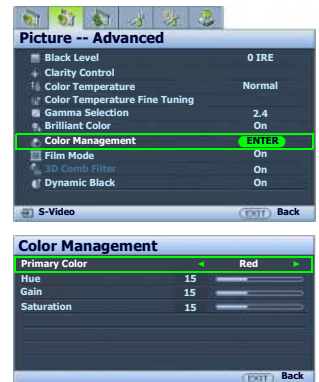 Picture -- Advanced
Black Level 0 IRE
Clarity Control
Color Temperature Normal
Color Temperature Fine Tuning
Gamma Selection 2.4
Brilliant Color On
Color Management ENTER
Film Mode On
3D Comb Filter On
Dynamic Black On
S-Video EXIT Back
Color Management
Primary Color Red
Hue 15
Gain 15
Saturation 15
EXIT Back